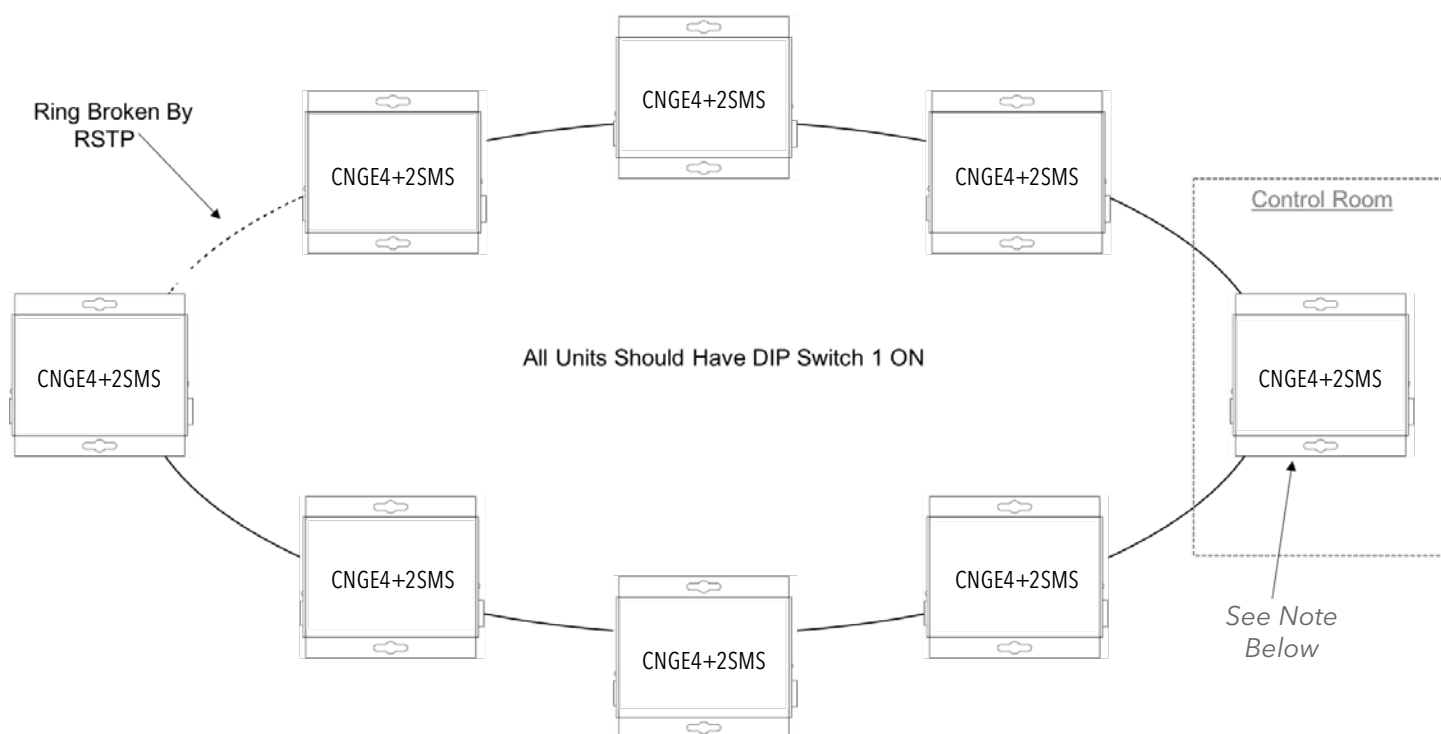 CNGE4+2SMS
Ring Broken By
RSTP
CNGE4+2SMS
CNGE4+2SMS
Control Room
CNGE4+2SMS
All Units Should Have DIP Switch 1 ON
CNGE4+2SMS
CNGE4+2SMS
CNGE4+2SMS
CNGE4+2SMS
See Note
Below